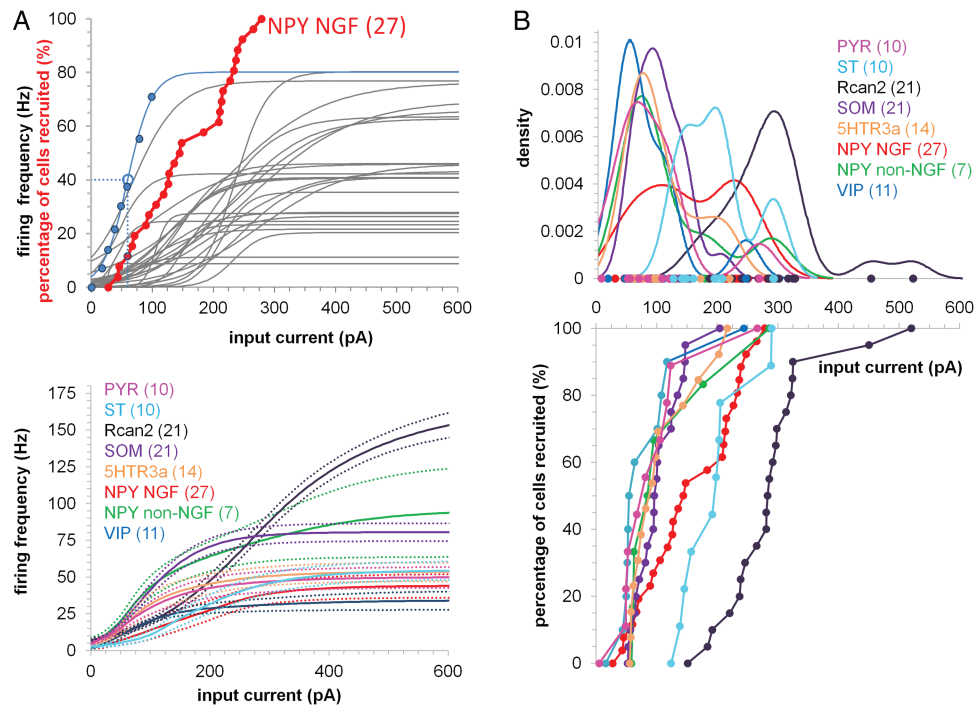 A
NPY NGF (27)
firing frequency (Hz)
percentage of cells recruited (%)
100
80
60
40
20
0
0 100 200 300 400 500 600
input current (pA)
PYR (10)
ST (10)
Rcan2 (21)
SOM (21)
5HTR3a (14)
NPY NGF (27)
NPY non-NGF (7)
VIP (11)
firing frequency (Hz)
175
150
125
100
75
50
25
0
0 200 400 600
input current (pA)
B
PYR (10)
ST (10)
Rcan2 (21)
SOM (21)
5HTR3a (14)
NPY NGF (27)
NPY non-NGF (7)
VIP (11)
density
0.01
0.008
0.006
0.004
0.002
0
0 100 200 300 400 500 600
input current (pA)
percentage of cells recruited (%)
100
80
60
40
20
0